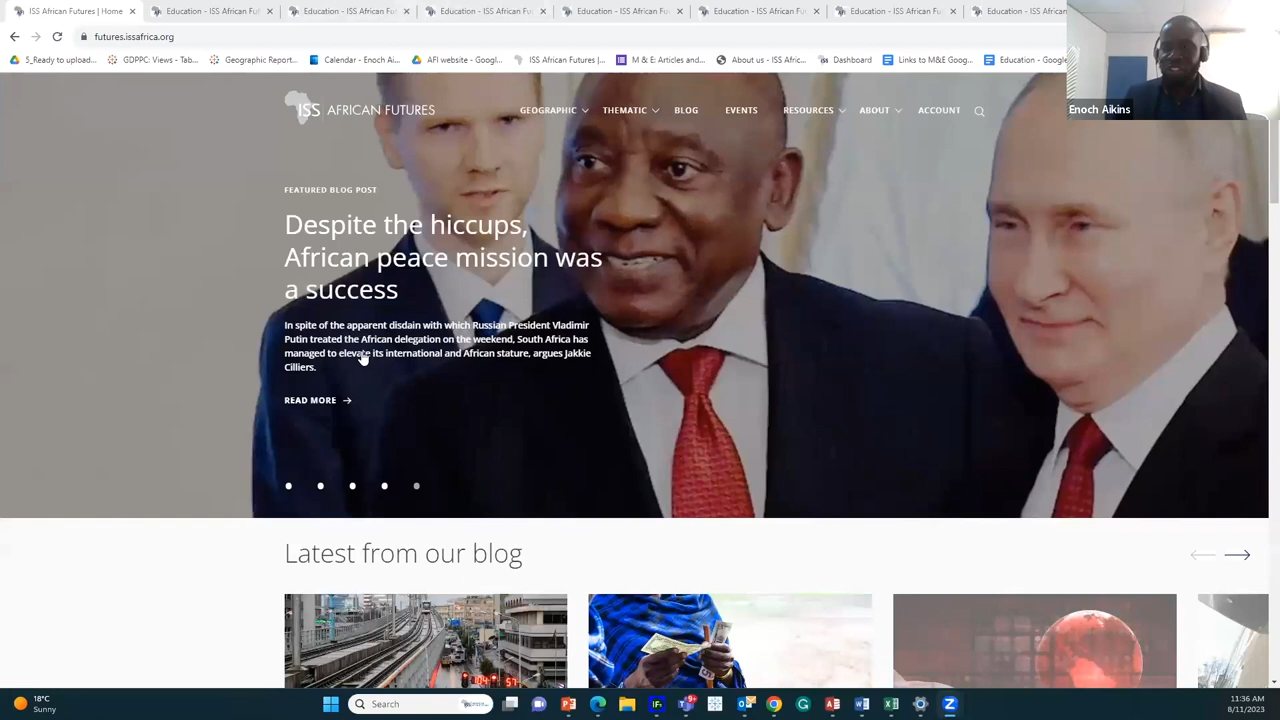 ISS African Futures | Home
Education - ISS African Fut
Education - ISS African Fut
Education - ISS African Fut
Education - ISS African Fut
Education - ISS African Fut
Education - ISS African Fut
Education - ISS African
futures.issafrica.org
5_Ready to upload...
GDPPC: Views - Tab...
Geographic Report...
Calendar - Enoch Ai...
AFI website - Googl...
ISS African Futures |...
M & E: Articles and...
About us - ISS Afric...
Dashboard
Links to M&E Goog...
Education - Google
Enoch Aikins
ISS AFRICAN FUTURES
GEOGRAPHIC
THEMATIC
BLOG
EVENTS
RESOURCES
ABOUT
ACCOUNT
FEATURED BLOG POST
Despite the hiccups,
African peace mission was
a success
In spite of the apparent disdain with which Russian President Vladimir
Putin treated the African delegation on the weekend, South Africa has
managed to elevate its international and African stature, argues Jakkie
Cilliers.
READ MORE
Latest from our blog
18°C
Sunny
Search
11:36 AM
8/11/2023